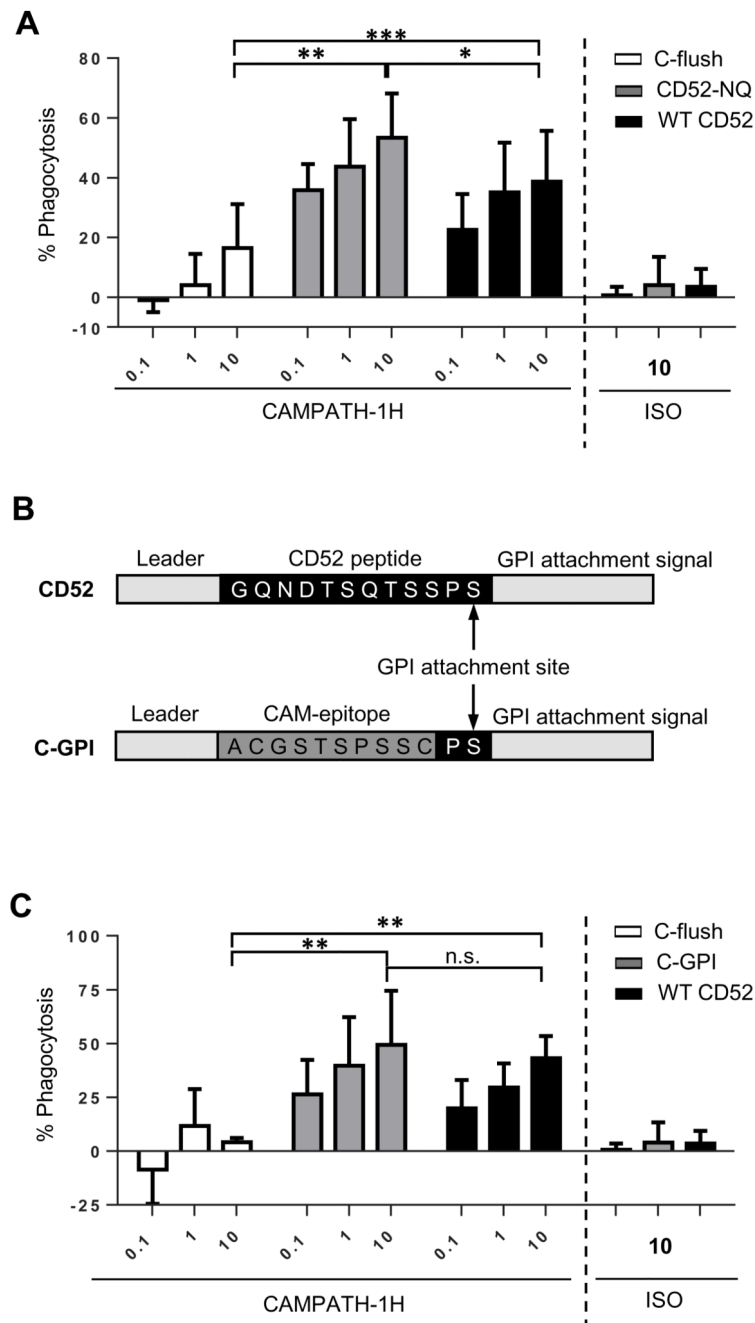 A
80
60
40
20
0
-10
% Phagocytosis
***
**
*
C-flush
CD52-NQ
WT CD52
0.1
1
10
0.1
1
10
0.1
1
10
10
CAMPATH-1H
ISO
B
Leader
CD52 peptide
GPI attachment signal
CD52
G Q N D T S Q T S S P S
GPI attachment site
Leader
CAM-epitope
GPI attachment signal
C-GPI
A C G S T S P S S C P S
C
100
75
50
25
0
-25
% Phagocytosis
**
**
n.s.
C-flush
C-GPI
WT CD52
0.1
1
10
0.1
1
10
0.1
1
10
10
CAMPATH-1H
ISO